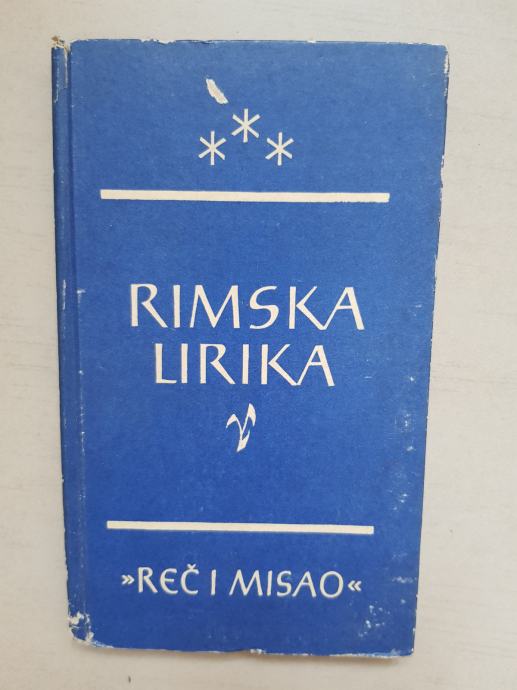 * * *
RIMSKA
LIRIKA
»REČ I MISAO«